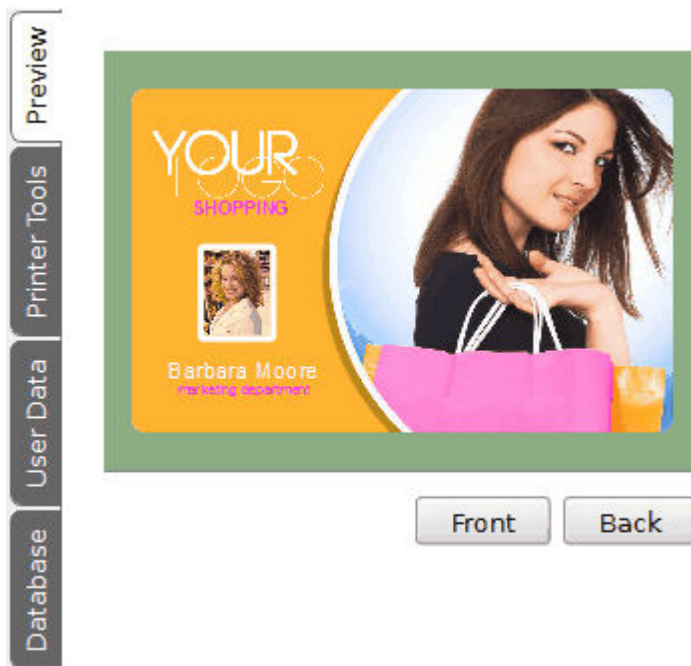 Preview
Printer Tools
User Data
Database
YOUR
LOGO
SHOPPING
Barbara Moore
marketing department
Front
Back